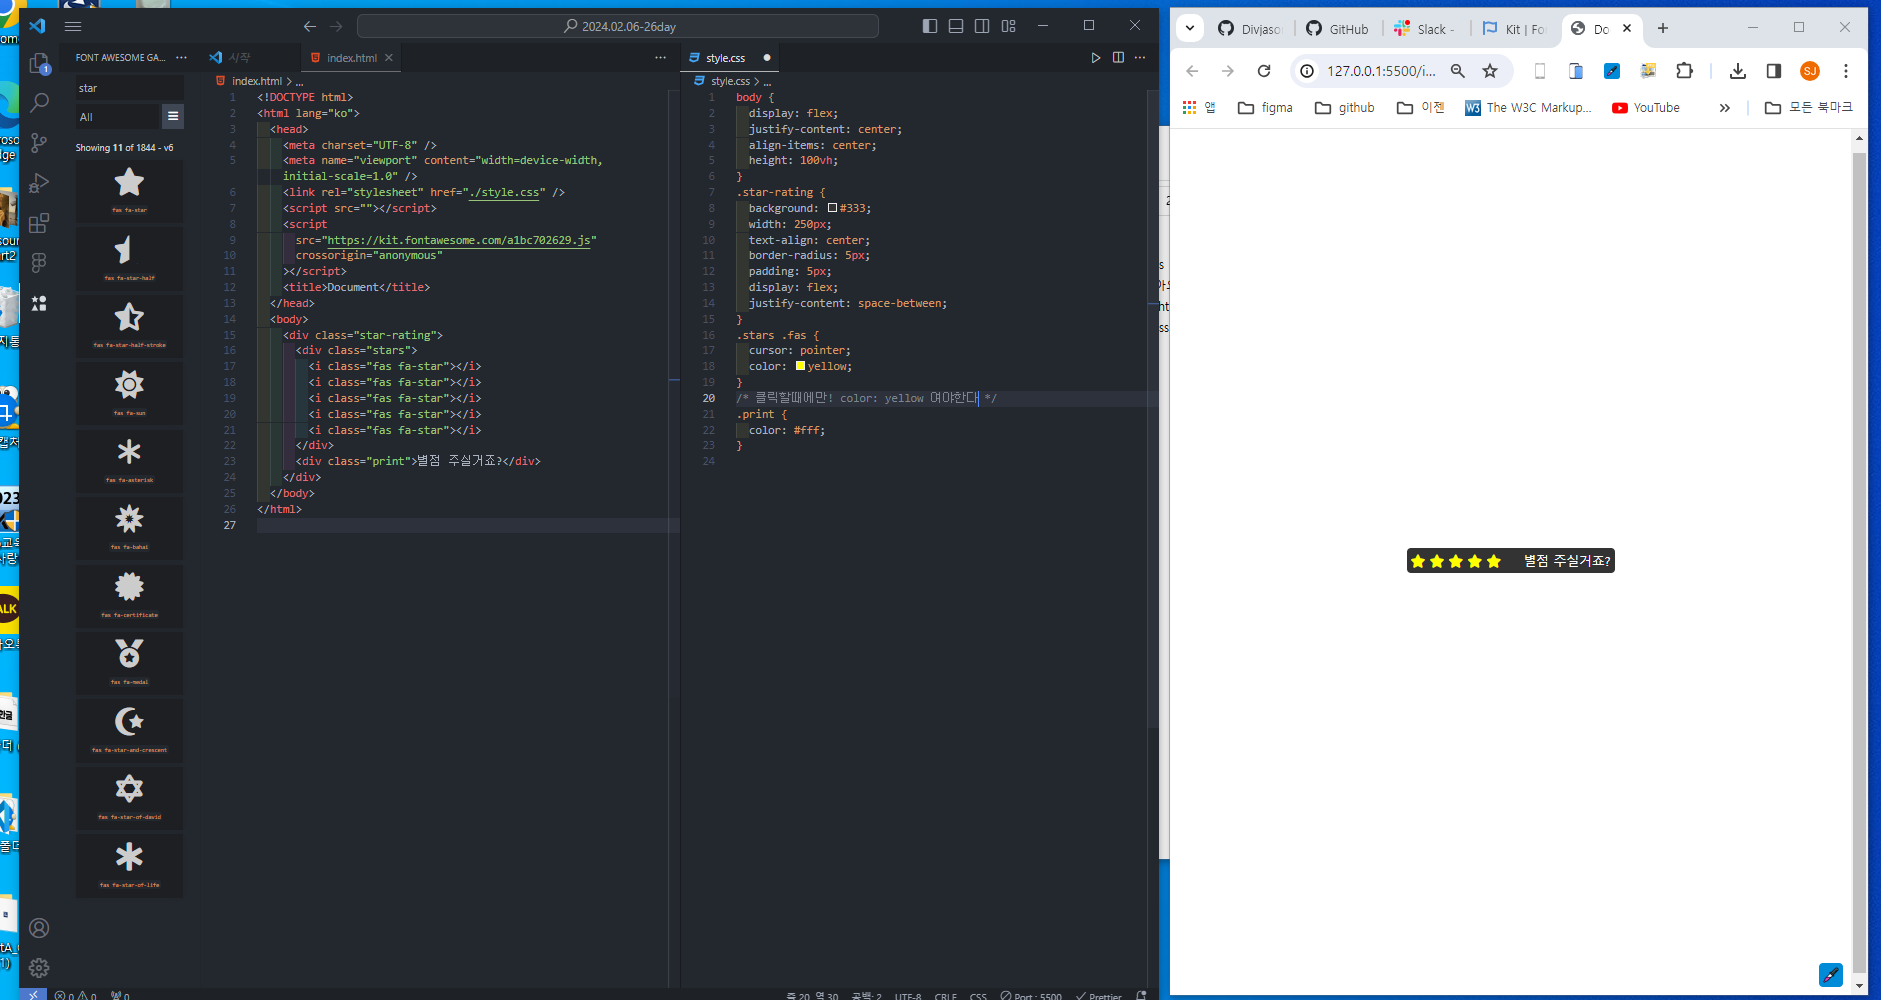 2024.02.06-26day
FONT AWESOME GA...
star
All
Showing 11 of 1844 - v6
fas fa-star
fas fa-star-half
fas fa-star-half-stroke
fas fa-sun
fas fa-asterisk
fas fa-bahai
fas fa-certificate
fas fa-medal
fas fa-star-and-crescent
fas fa-star-of-david
fas fa-star-of-life
시작
index.html
index.html > ...
1 <!DOCTYPE html>
2 <html lang="ko">
3 <head>
4 <meta charset="UTF-8" />
5 <meta name="viewport" content="width=device-width,
initial-scale=1.0" />
6 <link rel="stylesheet" href="./style.css" />
7 <script src=""></script>
8 <script
9 src="https://kit.fontawesome.com/a1bc702629.js"
10 crossorigin="anonymous"
11 ></script>
12 <title>Document</title>
13 </head>
14 <body>
15 <div class="star-rating">
16 <div class="stars">
17 <i class="fas fa-star"></i>
18 <i class="fas fa-star"></i>
19 <i class="fas fa-star"></i>
20 <i class="fas fa-star"></i>
21 <i class="fas fa-star"></i>
22 </div>
23 <div class="print">별점 주실거죠?</div>
24 </div>
25 </body>
26 </html>
27
style.css
style.css > ...
1 body {
2 display: flex;
3 justify-content: center;
4 align-items: center;
5 height: 100vh;
6 }
7 .star-rating {
8 background: #333;
9 width: 250px;
10 text-align: center;
11 border-radius: 5px;
12 padding: 5px;
13 display: flex;
14 justify-content: space-between;
15 }
16 .stars .fas {
17 cursor: pointer;
18 color: yellow;
19 }
20 /* 클릭할때에만! color: yellow 여야한다 */
21 .print {
22 color: #fff;
23 }
24
0 0 0
줄 20, 열 30 공백: 2 UTF-8 CRLF CSS Port : 5500 Prettier
Divjaso
GitHub
Slack -
Kit | Fo
Do
127.0.0.1:5500/i...
SJ
앱
figma
github
이젠
The W3C Markup...
YouTube
모든 북마크
별점 주실거죠?